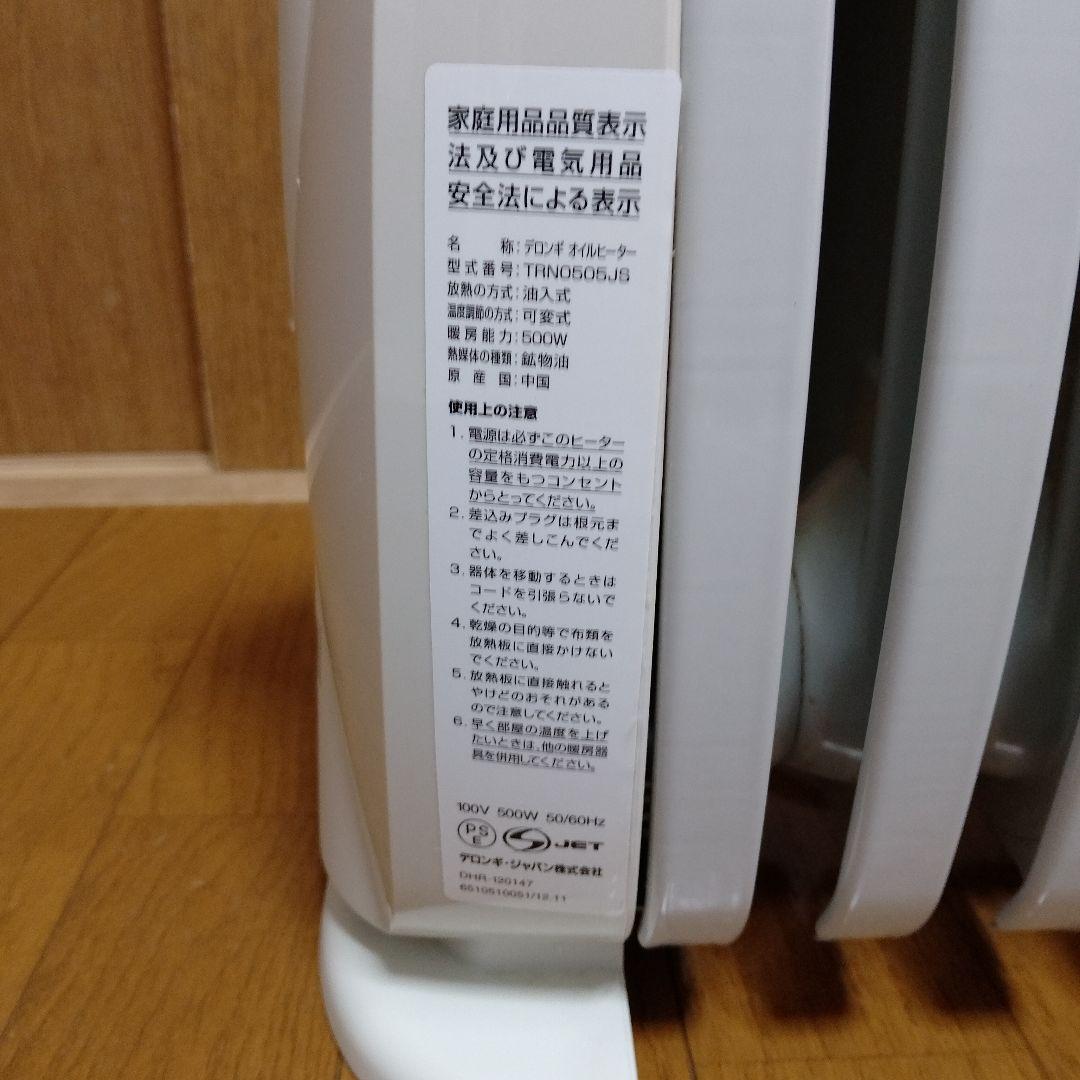 家庭用品品質表示
法及び電気用品
安全法による表示
名称:デロンギ オイルヒーター
型式番号:TRN0505JS
放熱の方式:油入式
温度調節の方式:可変式
暖房能力:500W
熱媒体の種類:鉱物油
原産国:中国
使用上の注意
1. 電源は必ずこのヒーター
の定格消費電力以上の
容量をもつコンセント
からとってください。
2. 差込みプラグは根元ま
でよく差しこんでくだ
さい。
3. 器体を移動するときは
コードを引張らないで
ください。
4. 乾燥の目的等で布類を
放熱板に直接かけない
でください。
5. 放熱板に直接触れると
やけどのおそれがある
ので注意してください。
6. 早く部屋の温度を上げ
たいときは、他の暖房器
具を併用してください。
100V 500W 50/60Hz
PS
E
JET
デロンギ・ジャパン株式会社
DHR-120147
6510510051/12.11